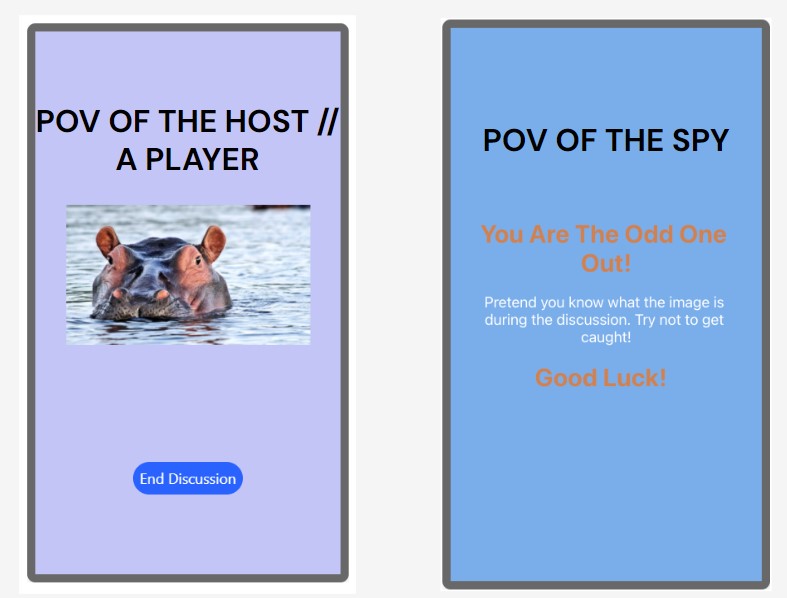 POV OF THE HOST //
A PLAYER
End Discussion
POV OF THE SPY
You Are The Odd One
Out!
Pretend you know what the image is
during the discussion. Try not to get
caught!
Good Luck!